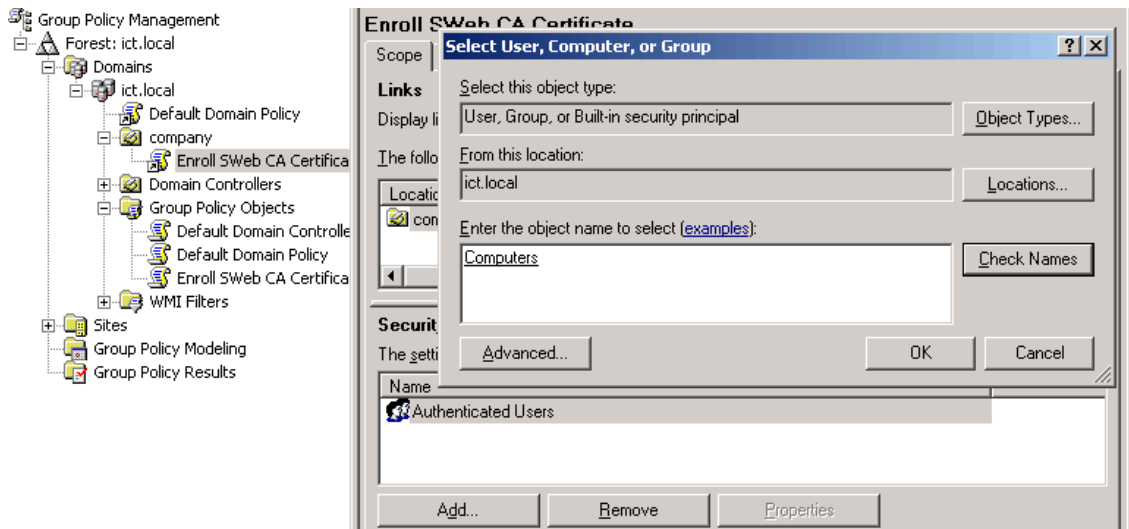 Group Policy Management
Forest: ict.local
Domains
ict.local
Default Domain Policy
company
Enroll SWeb CA Certifica
Domain Controllers
Group Policy Objects
Default Domain Controlle
Default Domain Policy
Enroll SWeb CA Certifica
WMI Filters
Sites
Group Policy Modeling
Group Policy Results
Enroll SWeb CA Certificate
Scope
Links
Display li
The follo
Locatio
com
Securit
The setti
Name
Authenticated Users
Add... Remove Properties
Select User, Computer, or Group
Select this object type:
User, Group, or Built-in security principal Object Types...
From this location:
ict.local Locations...
Enter the object name to select (examples):
Computers Check Names
Advanced... OK Cancel